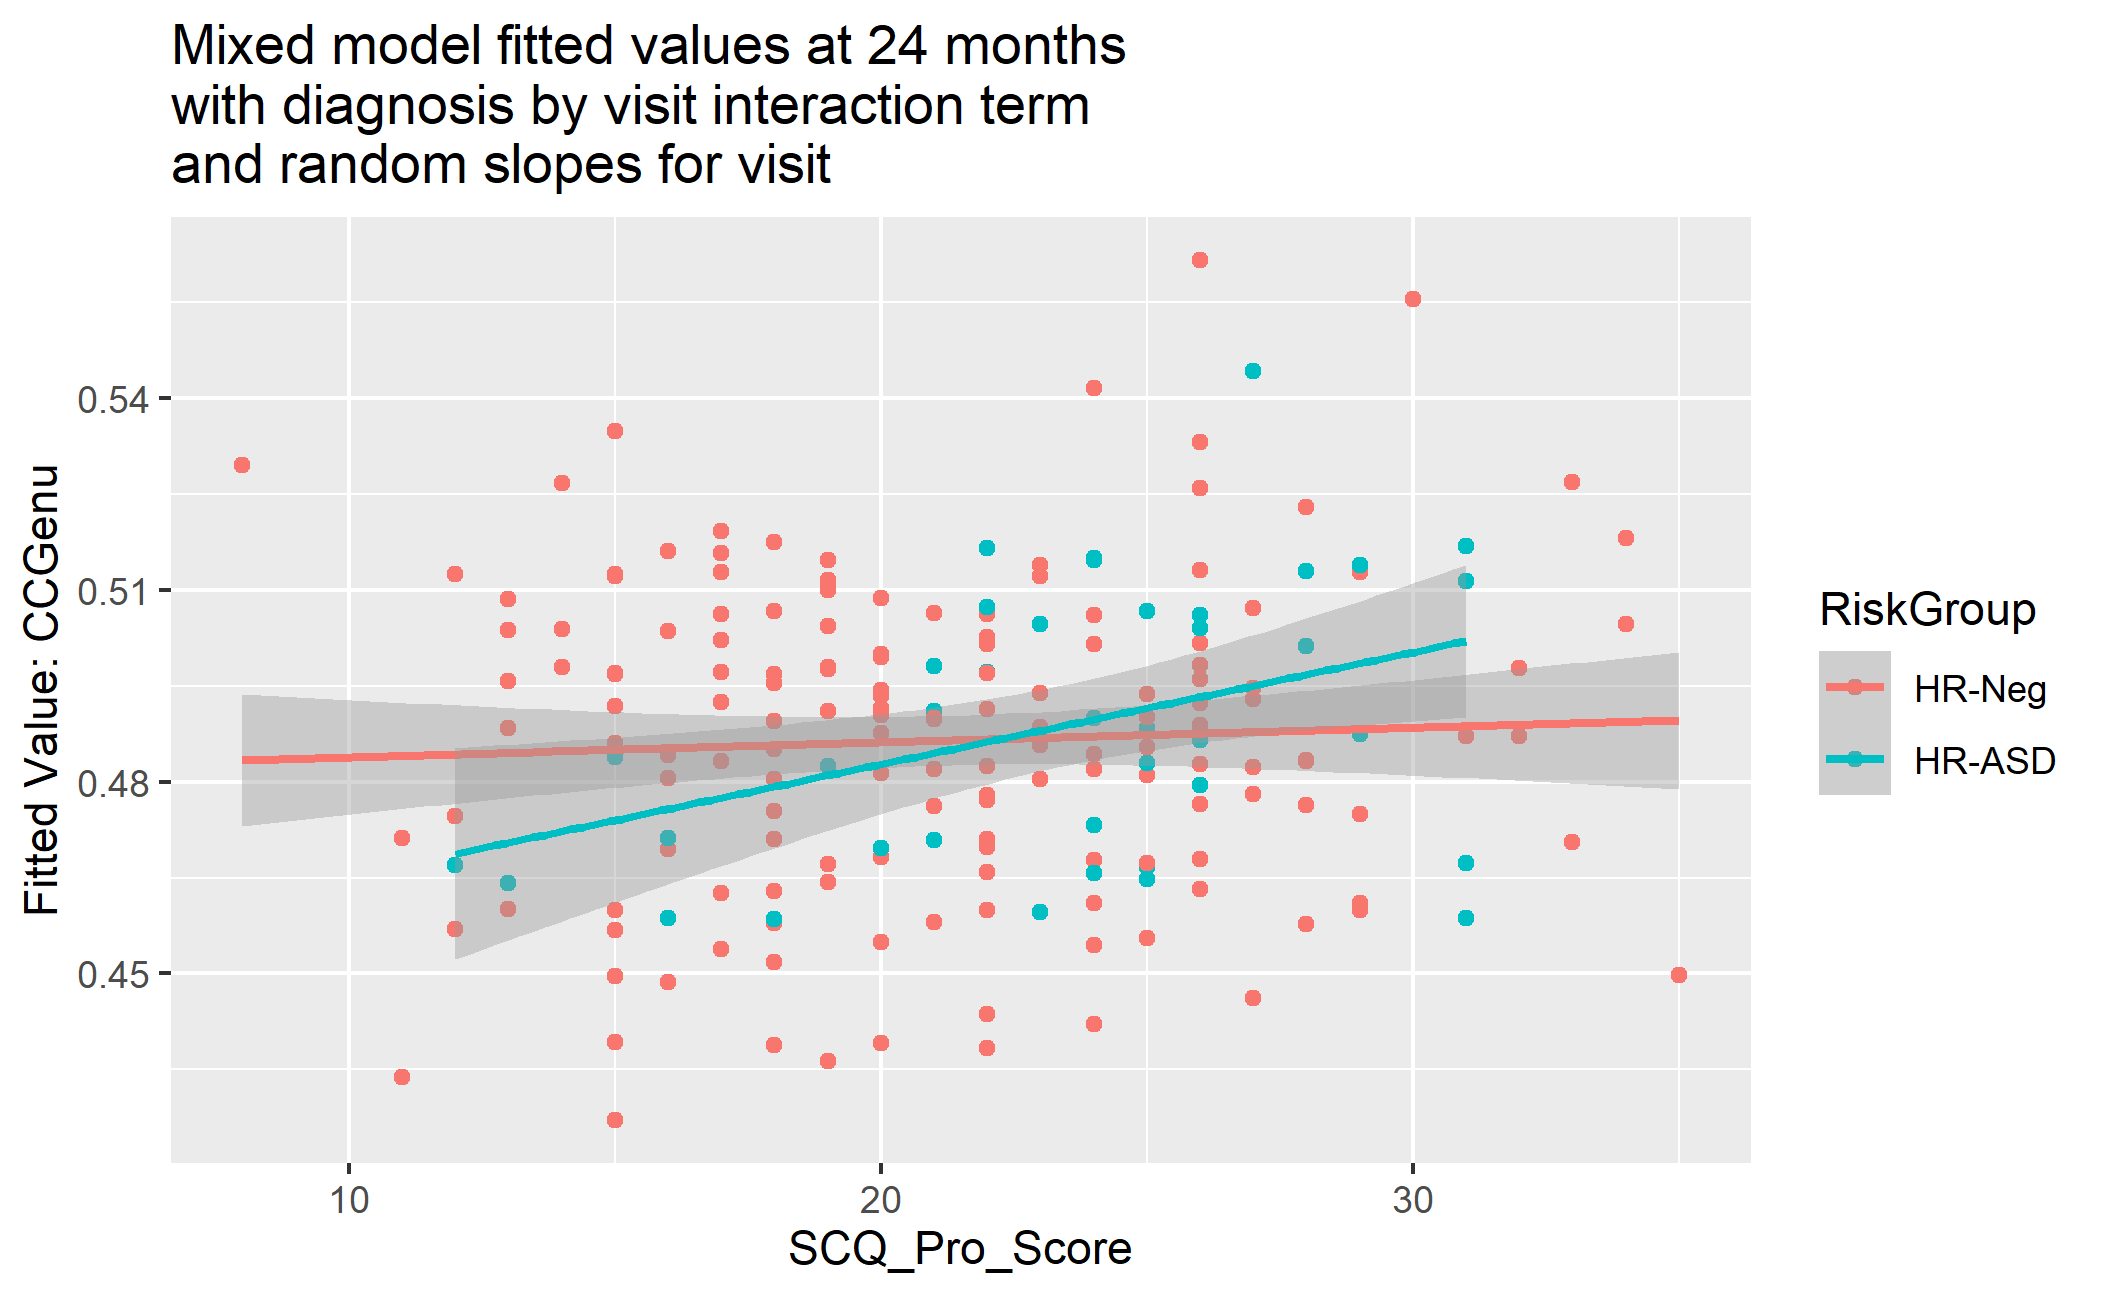 Mixed model fitted values at 24 months
with diagnosis by visit interaction term
and random slopes for visit
Fitted Value: CCGenu
0.54
0.51
0.48
0.45
10
20
30
SCQ_Pro_Score
RiskGroup
HR-Neg
HR-ASD